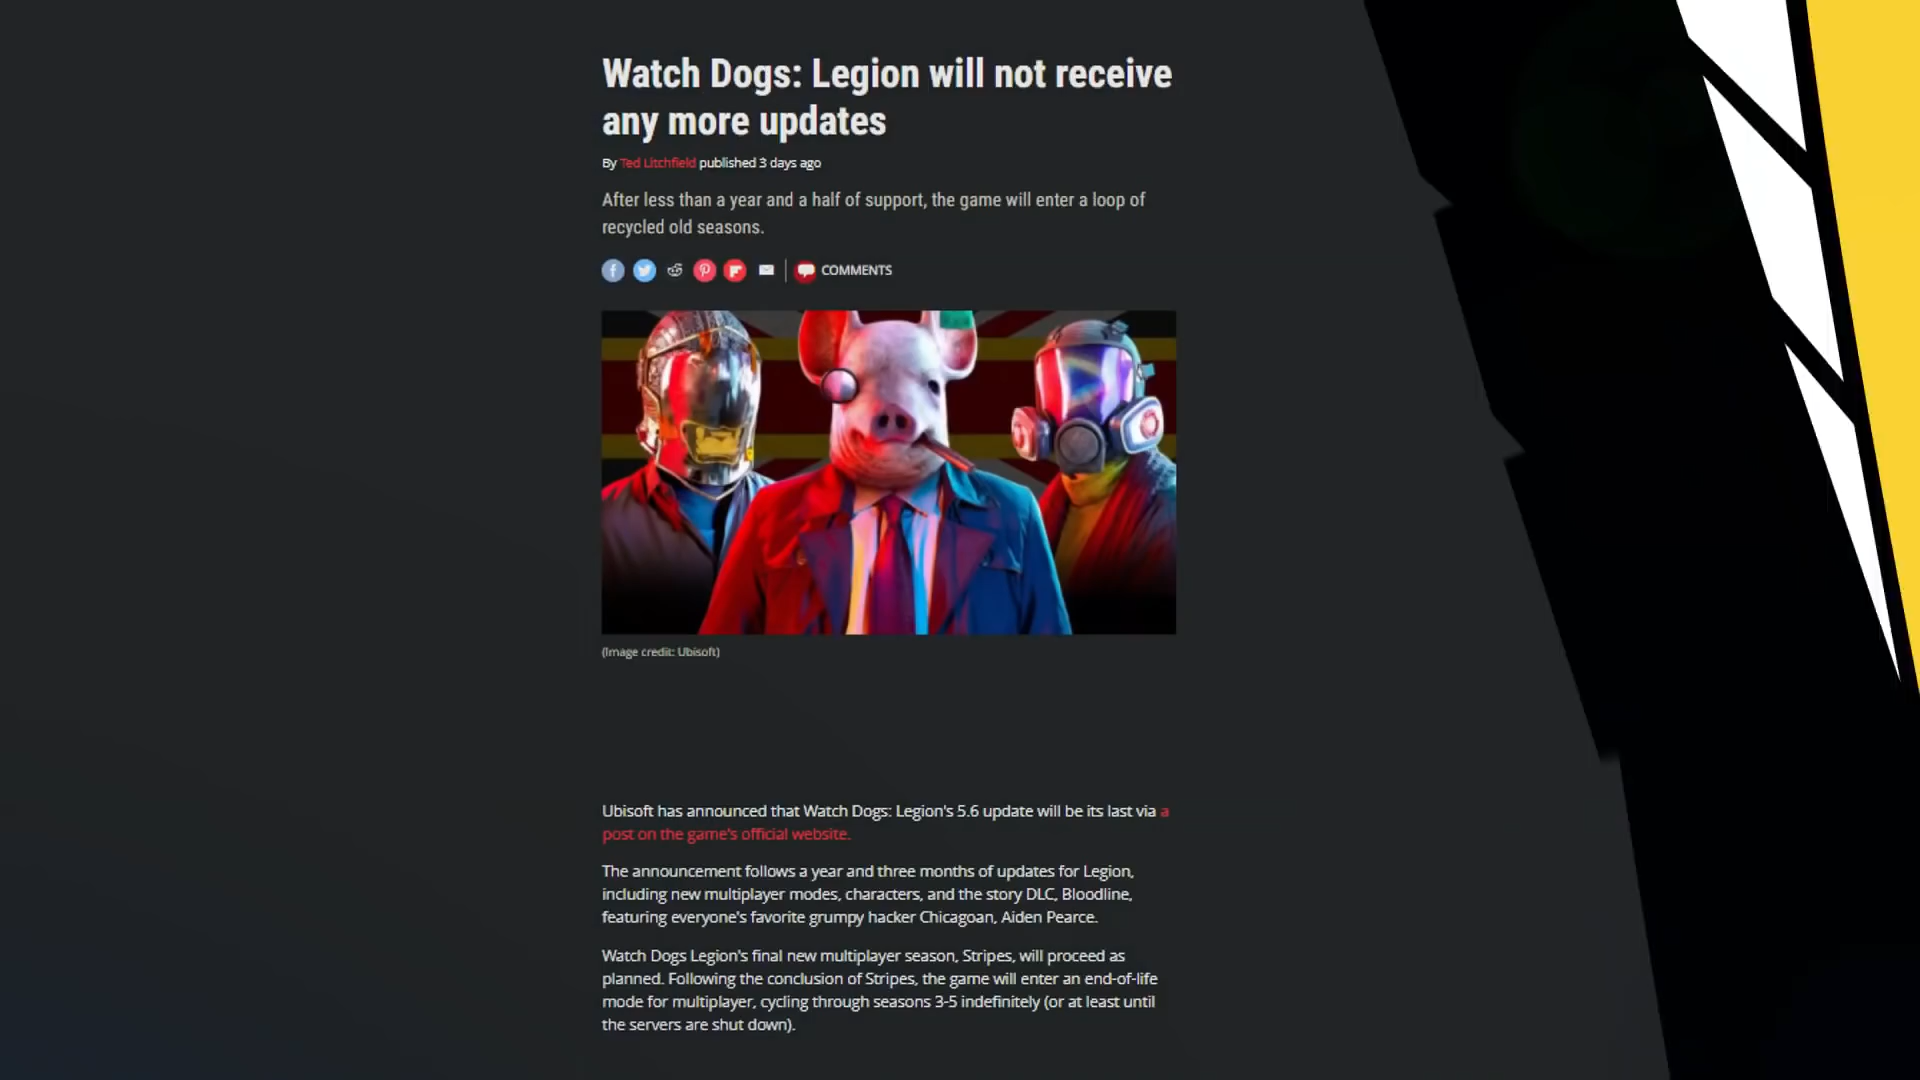 Watch Dogs: Legion will not receive
any more updates
By Ted Litchfield published 3 days ago
After less than a year and a half of support, the game will enter a loop of
recycled old seasons.
COMMENTS
(Image credit: Ubisoft)
Ubisoft has announced that Watch Dogs: Legion's 5.6 update will be its last via a
post on the game's official website.
The announcement follows a year and three months of updates for Legion,
including new multiplayer modes, characters, and the story DLC, Bloodline,
featuring everyone's favorite grumpy hacker Chicagoan, Aiden Pearce.
Watch Dogs Legion's final new multiplayer season, Stripes, will proceed as
planned. Following the conclusion of Stripes, the game will enter an end-of-life
mode for multiplayer, cycling through seasons 3-5 indefinitely (or at least until
the servers are shut down).